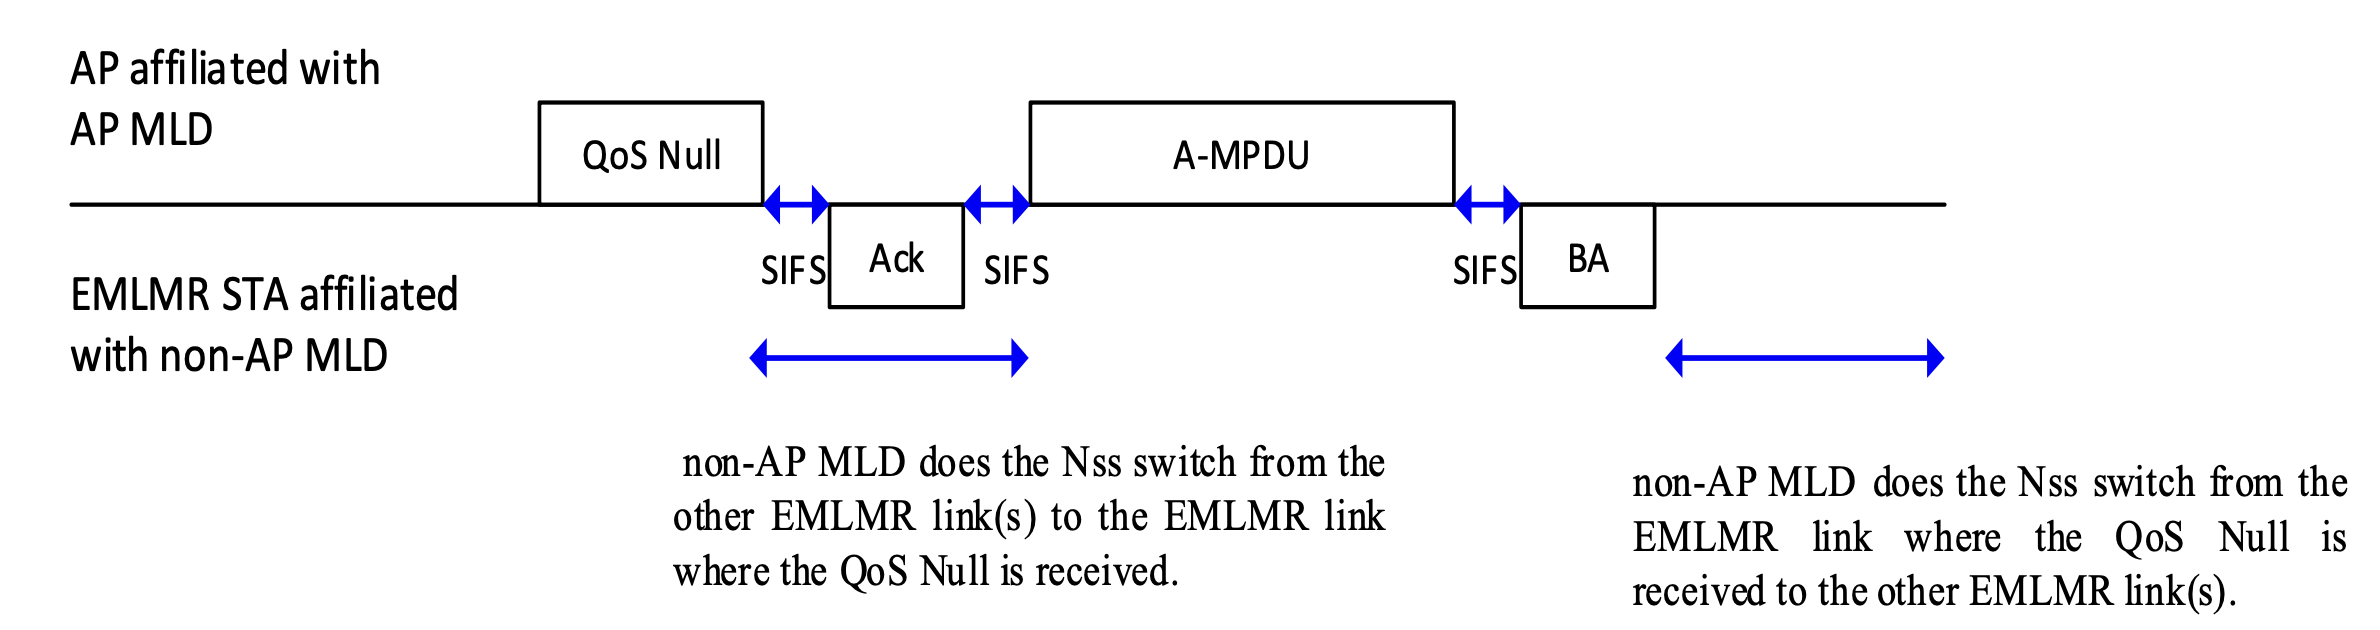 AP affiliated with
AP MLD
QoS Null
A-MPDU
SIFS
Ack
SIFS
SIFS
BA
EMLMR STA affiliated
with non-AP MLD
non-AP MLD does the Nss switch from the
other EMLMR link(s) to the EMLMR link
where the QoS Null is received.
non-AP MLD does the Nss switch from the
EMLMR link where the QoS Null is
received to the other EMLMR link(s).